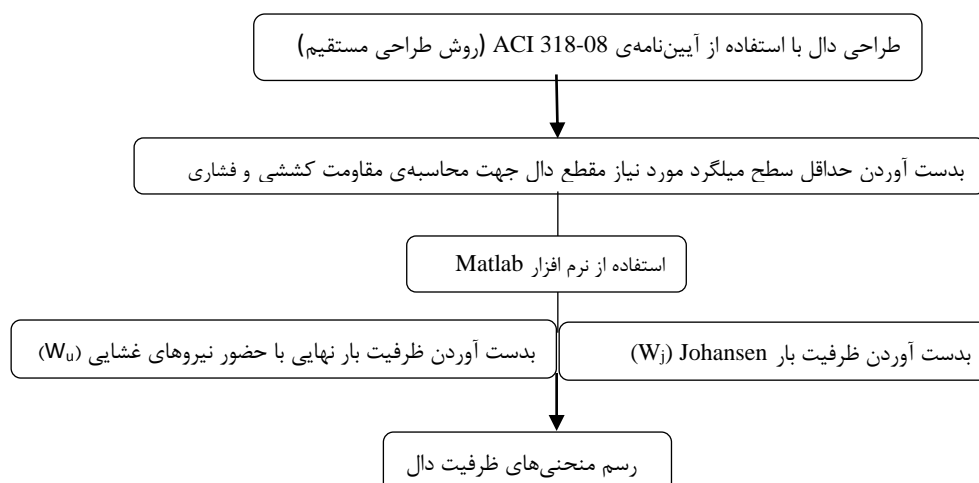 طراحی دال با استفاده از آیین‌نامه‌ی ACI 318-08 (روش طراحی مستقیم)
بدست آوردن حداقل سطح میلگرد مورد نیاز مقطع دال جهت محاسبه‌ی مقاومت کششی و فشاری
استفاده از نرم افزار Matlab
بدست آوردن ظرفیت بار Johansen (Wj)
بدست آوردن ظرفیت بار نهایی با حضور نیروهای غشایی (Wu)
رسم منحنی‌های ظرفیت دال